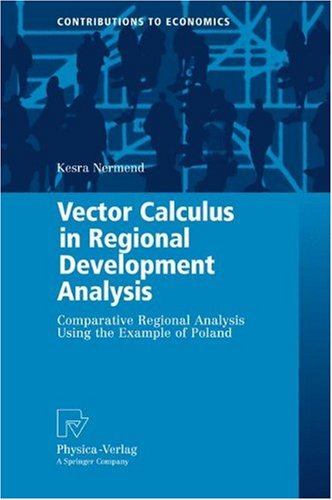 CONTRIBUTIONS TO ECONOMICS
Kesra Nermend
Vector Calculus
in Regional
Development
Analysis
Comparative Regional Analysis
Using the Example of Poland
Physica-Verlag
A Springer Company